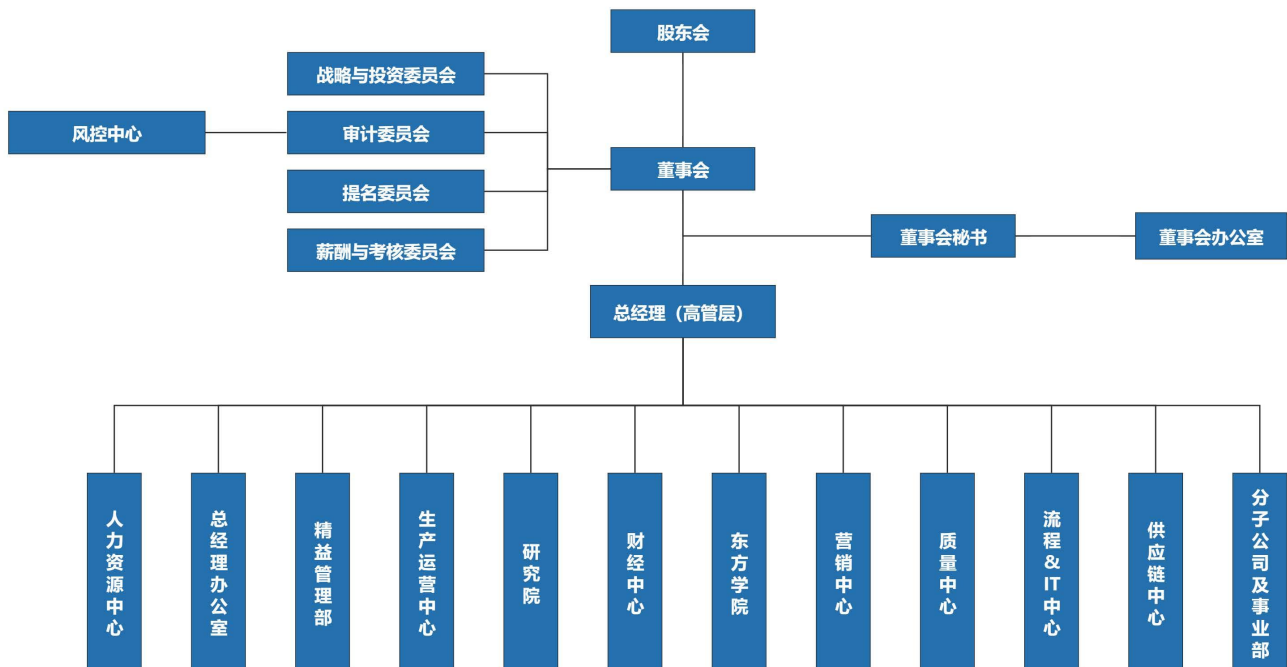 股东会
战略与投资委员会
风控中心
审计委员会
董事会
提名委员会
董事会秘书
董事会办公室
薪酬与考核委员会
总经理（高管层）
人力资源中心
总经理办公室
精益管理部
生产运营中心
研究院
财经中心
东方学院
营销中心
质量中心
流程&IT中心
供应链中心
分子公司及事业部